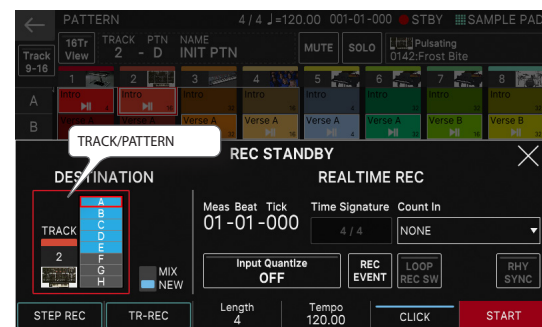 PATTERN 4 / 4 ♩=120.00 001-01-000 STBY SAMPLE PAD
Track 9-16
16Tr View
TRACK 2
PTN - D
NAME INIT PTN
MUTE SOLO
Pulsating
0142:Frost Bite
1 2 3 4 5 6 7 8
A Intro Intro Intro Intro Intro Intro Intro Intro
B Verse A Verse A Verse A Verse B Verse B
TRACK/PATTERN
REC STANDBY
DESTINATION
TRACK
2
A
B
C
D
E
F
G
H
MIX
NEW
REALTIME REC
Meas Beat Tick
01-01-000
Time Signature
4 / 4
Count In
NONE
Input Quantize
OFF
REC EVENT
LOOP REC SW
RHY SYNC
STEP REC
TR-REC
Length
4
Tempo
120.00
CLICK
START